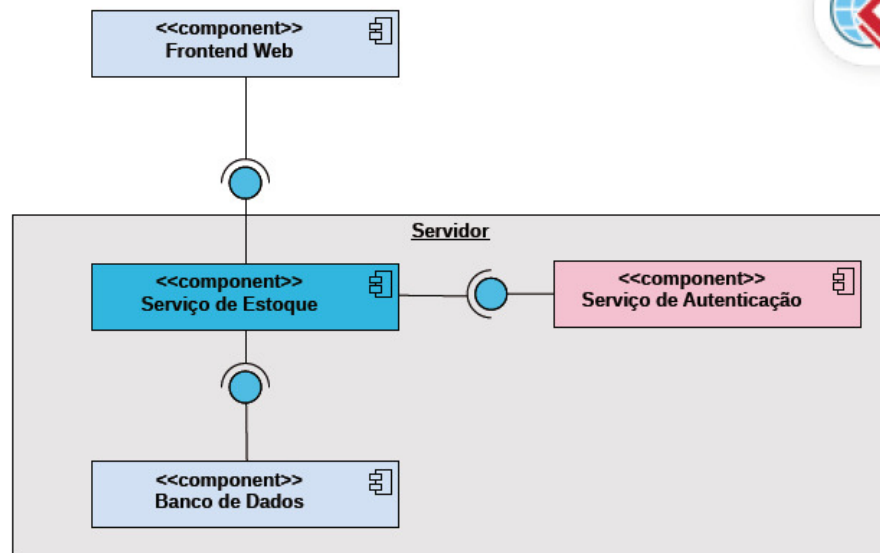 <<component>>
Frontend Web
Servidor
<<component>>
Serviço de Estoque
<<component>>
Serviço de Autenticação
<<component>>
Banco de Dados